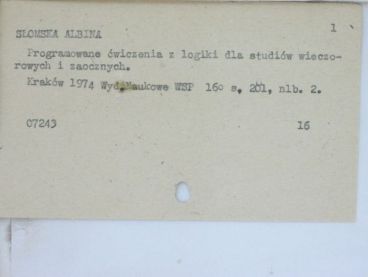 1
SŁOMSKA ALBINA
Programowane ćwiczenia z logiki dla studiów wieczo-
rowych i zaocznych.
Kraków 1974 Wyd.Naukowe WSP 16o s. 201, nlb. 2.
07243 16